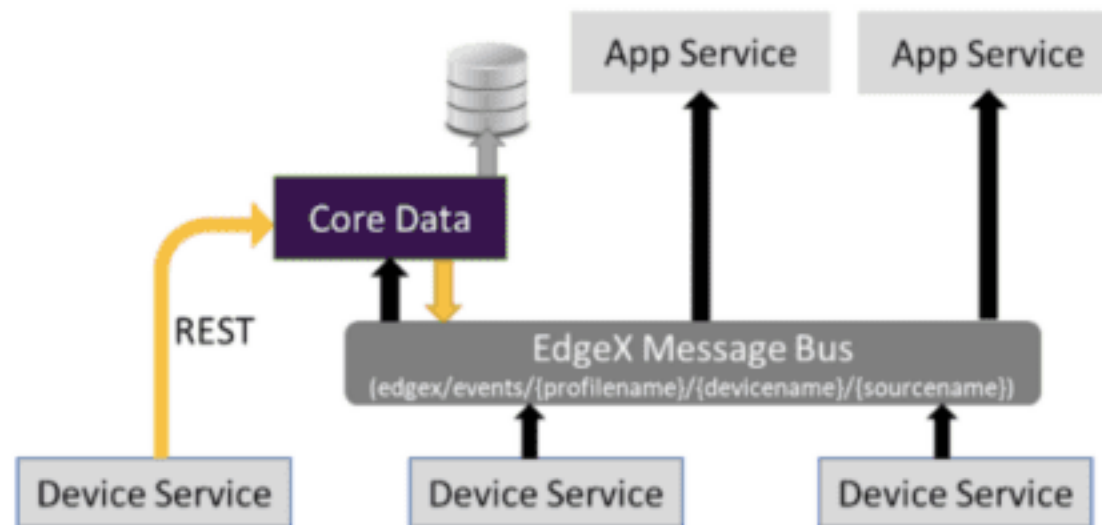 App Service
App Service
Core Data
REST
EdgeX Message Bus
(edgex/events/{profilename}/{devicename}/{sourcename})
Device Service
Device Service
Device Service